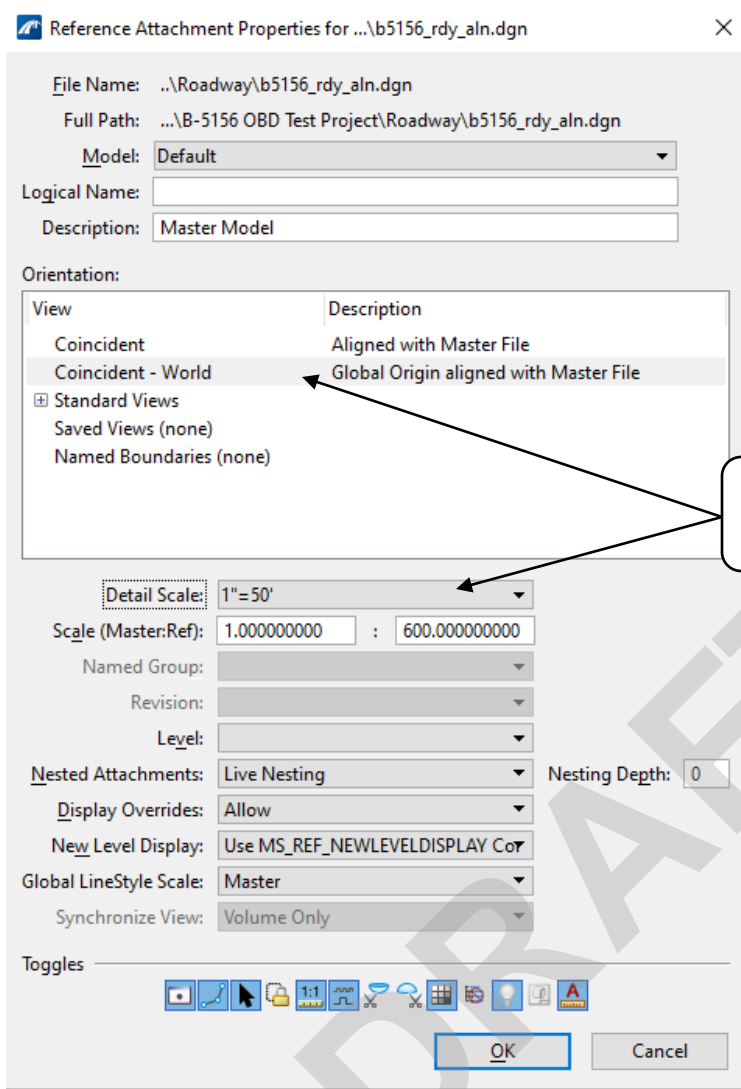 Reference Attachment Properties for ...\b5156_rdy_aln.dgn
File Name: ..\Roadway\b5156_rdy_aln.dgn
Full Path: ...\B-5156 OBD Test Project\Roadway\b5156_rdy_aln.dgn
Model: Default
Logical Name:
Description: Master Model
Orientation:
View Description
Coincident Aligned with Master File
Coincident - World Global Origin aligned with Master File
Standard Views
Saved Views (none)
Named Boundaries (none)
Detail Scale: 1"=50'
Scale (Master:Ref): 1.000000000 : 600.000000000
Named Group:
Revision:
Level:
Nested Attachments: Live Nesting Nesting Depth: 0
Display Overrides: Allow
New Level Display: Use MS_REF_NEWLEVELDISPLAY Co
Global LineStyle Scale: Master
Synchronize View: Volume Only
Toggles
1:1 A
OK Cancel
DRAFT